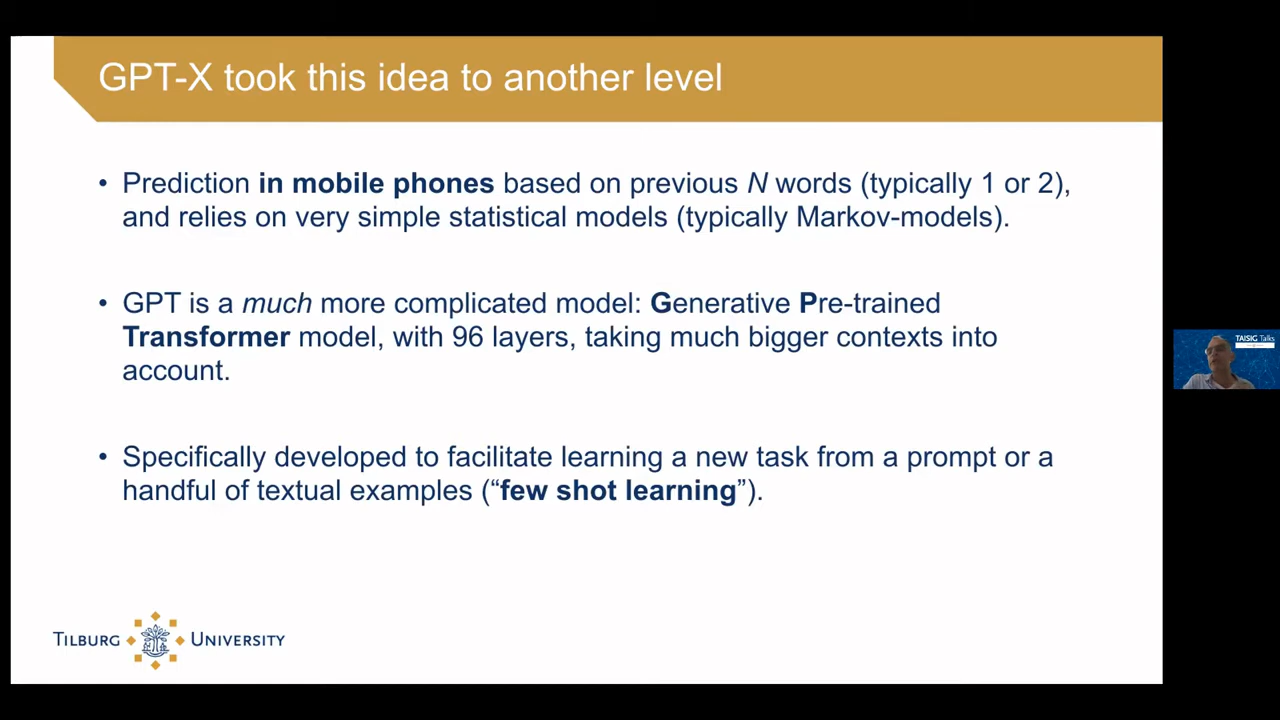 GPT-X took this idea to another level
• Prediction in mobile phones based on previous N words (typically 1 or 2),
and relies on very simple statistical models (typically Markov-models).
• GPT is a much more complicated model: Generative Pre-trained
Transformer model, with 96 layers, taking much bigger contexts into
account.
• Specifically developed to facilitate learning a new task from a prompt or a
handful of textual examples (“few shot learning”).
TILBURG UNIVERSITY
TAISIG Talks